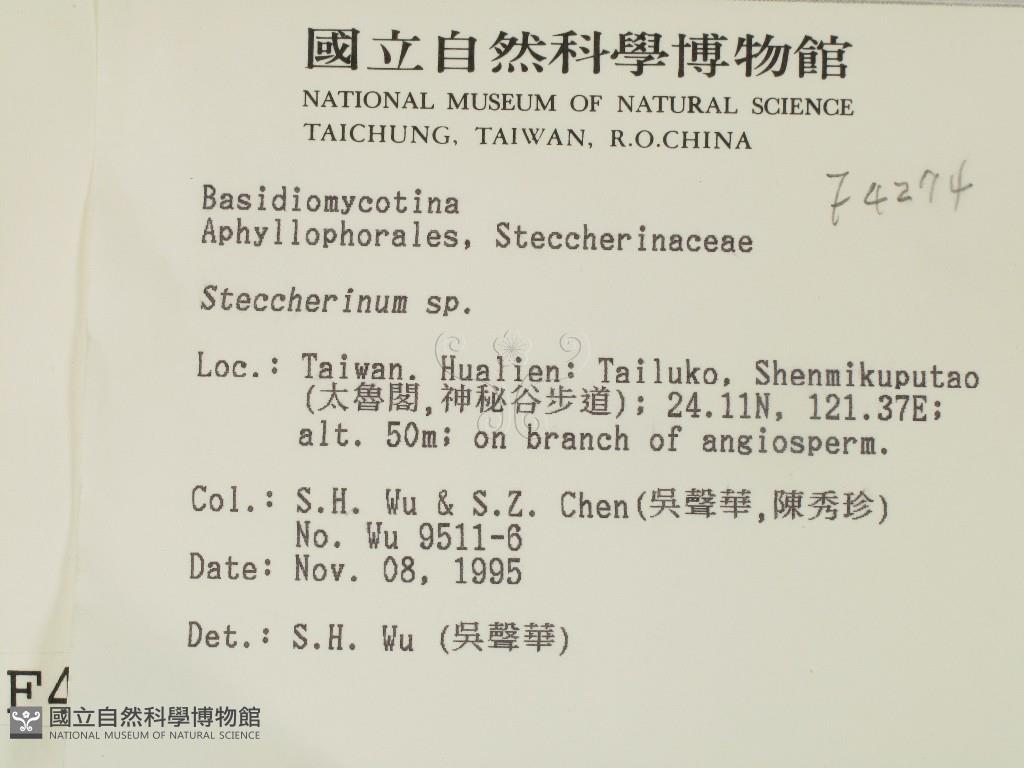 國立自然科學博物館
NATIONAL MUSEUM OF NATURAL SCIENCE
TAICHUNG, TAIWAN, R.O.CHINA
F4274
Basidiomycotina
Aphyllophorales, Steccherinaceae
Steccherinum sp.
Loc.: Taiwan. Hualien: Tailuko, Shenmikuputao
(太魯閣,神秘谷步道); 24.11N, 121.37E;
alt. 50m; on branch of angiosperm.
Col.: S.H. Wu & S.Z. Chen(吳聲華,陳秀珍)
No. Wu 9511-6
Date: Nov. 08, 1995
Det.: S.H. Wu (吳聲華)
F4
國立自然科學博物館
NATIONAL MUSEUM OF NATURAL SCIENCE